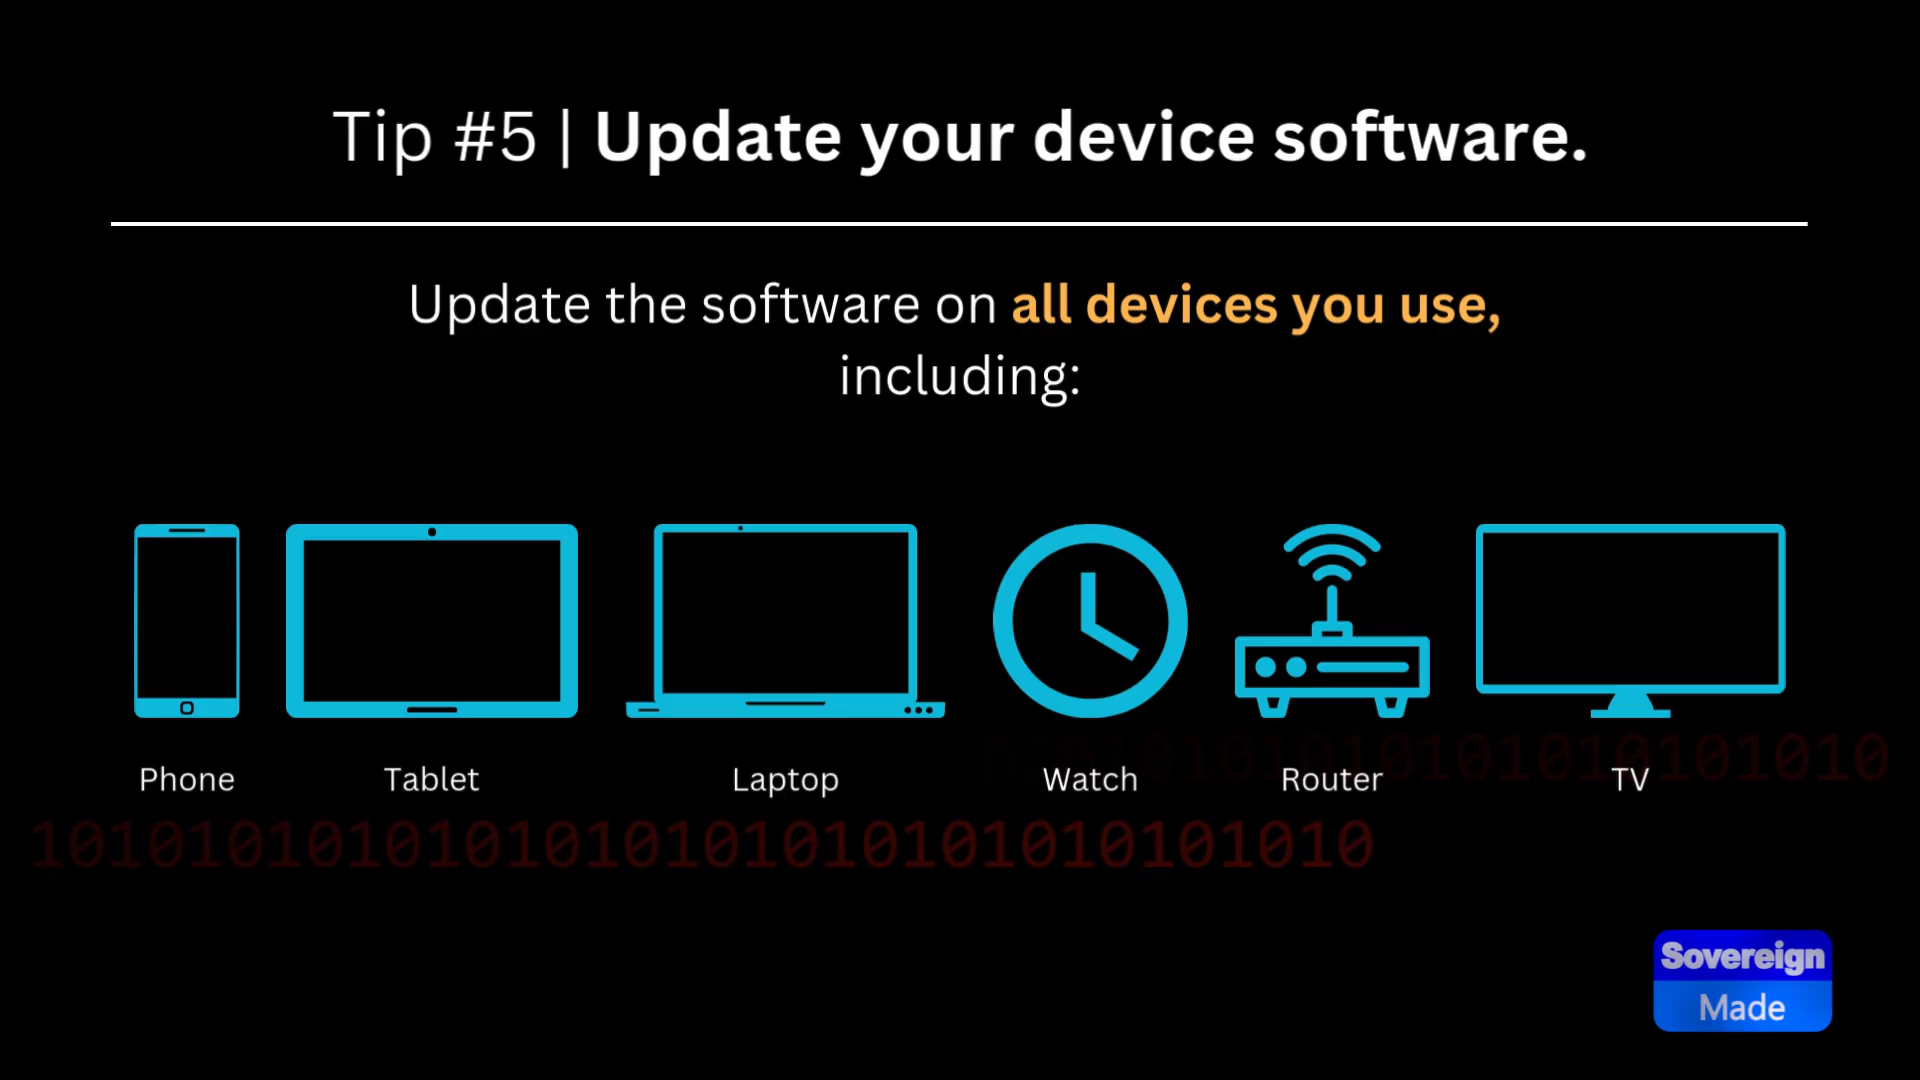 Tip #5 | Update your device software.
Update the software on all devices you use,
including:
Phone Tablet Laptop Watch Router TV
1010101010101010101010101010101010
Sovereign
Made